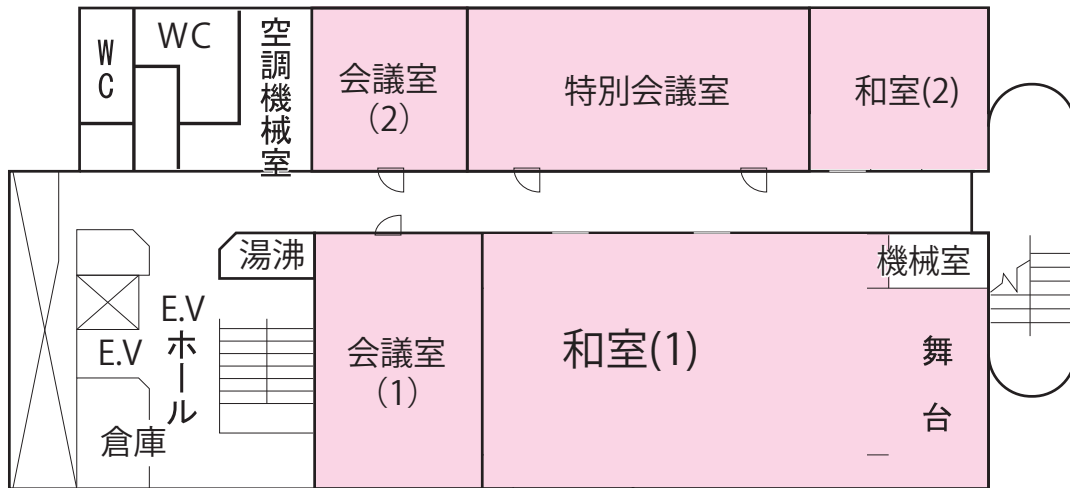 WC
WC
空調機械室
会議室
(2)
特別会議室
和室(2)
湯沸
機械室
E.V
ホール
E.V
会議室
(1)
和室(1)
舞台
倉庫